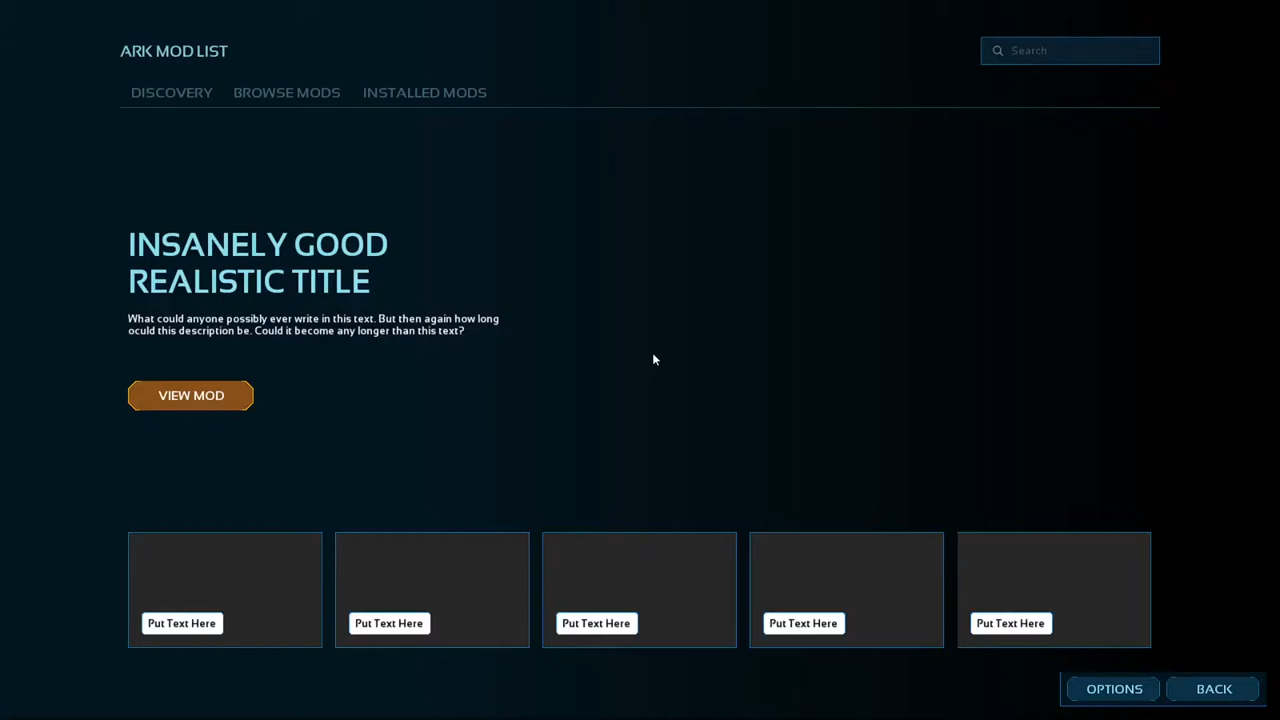 ARK MOD LIST
Search
DISCOVERY BROWSE MODS INSTALLED MODS
INSANELY GOOD
REALISTIC TITLE
What could anyone possibly ever write in this text. But then again how long
oculd this description be. Could it become any longer than this text?
VIEW MOD
Put Text Here Put Text Here Put Text Here Put Text Here Put Text Here
OPTIONS BACK